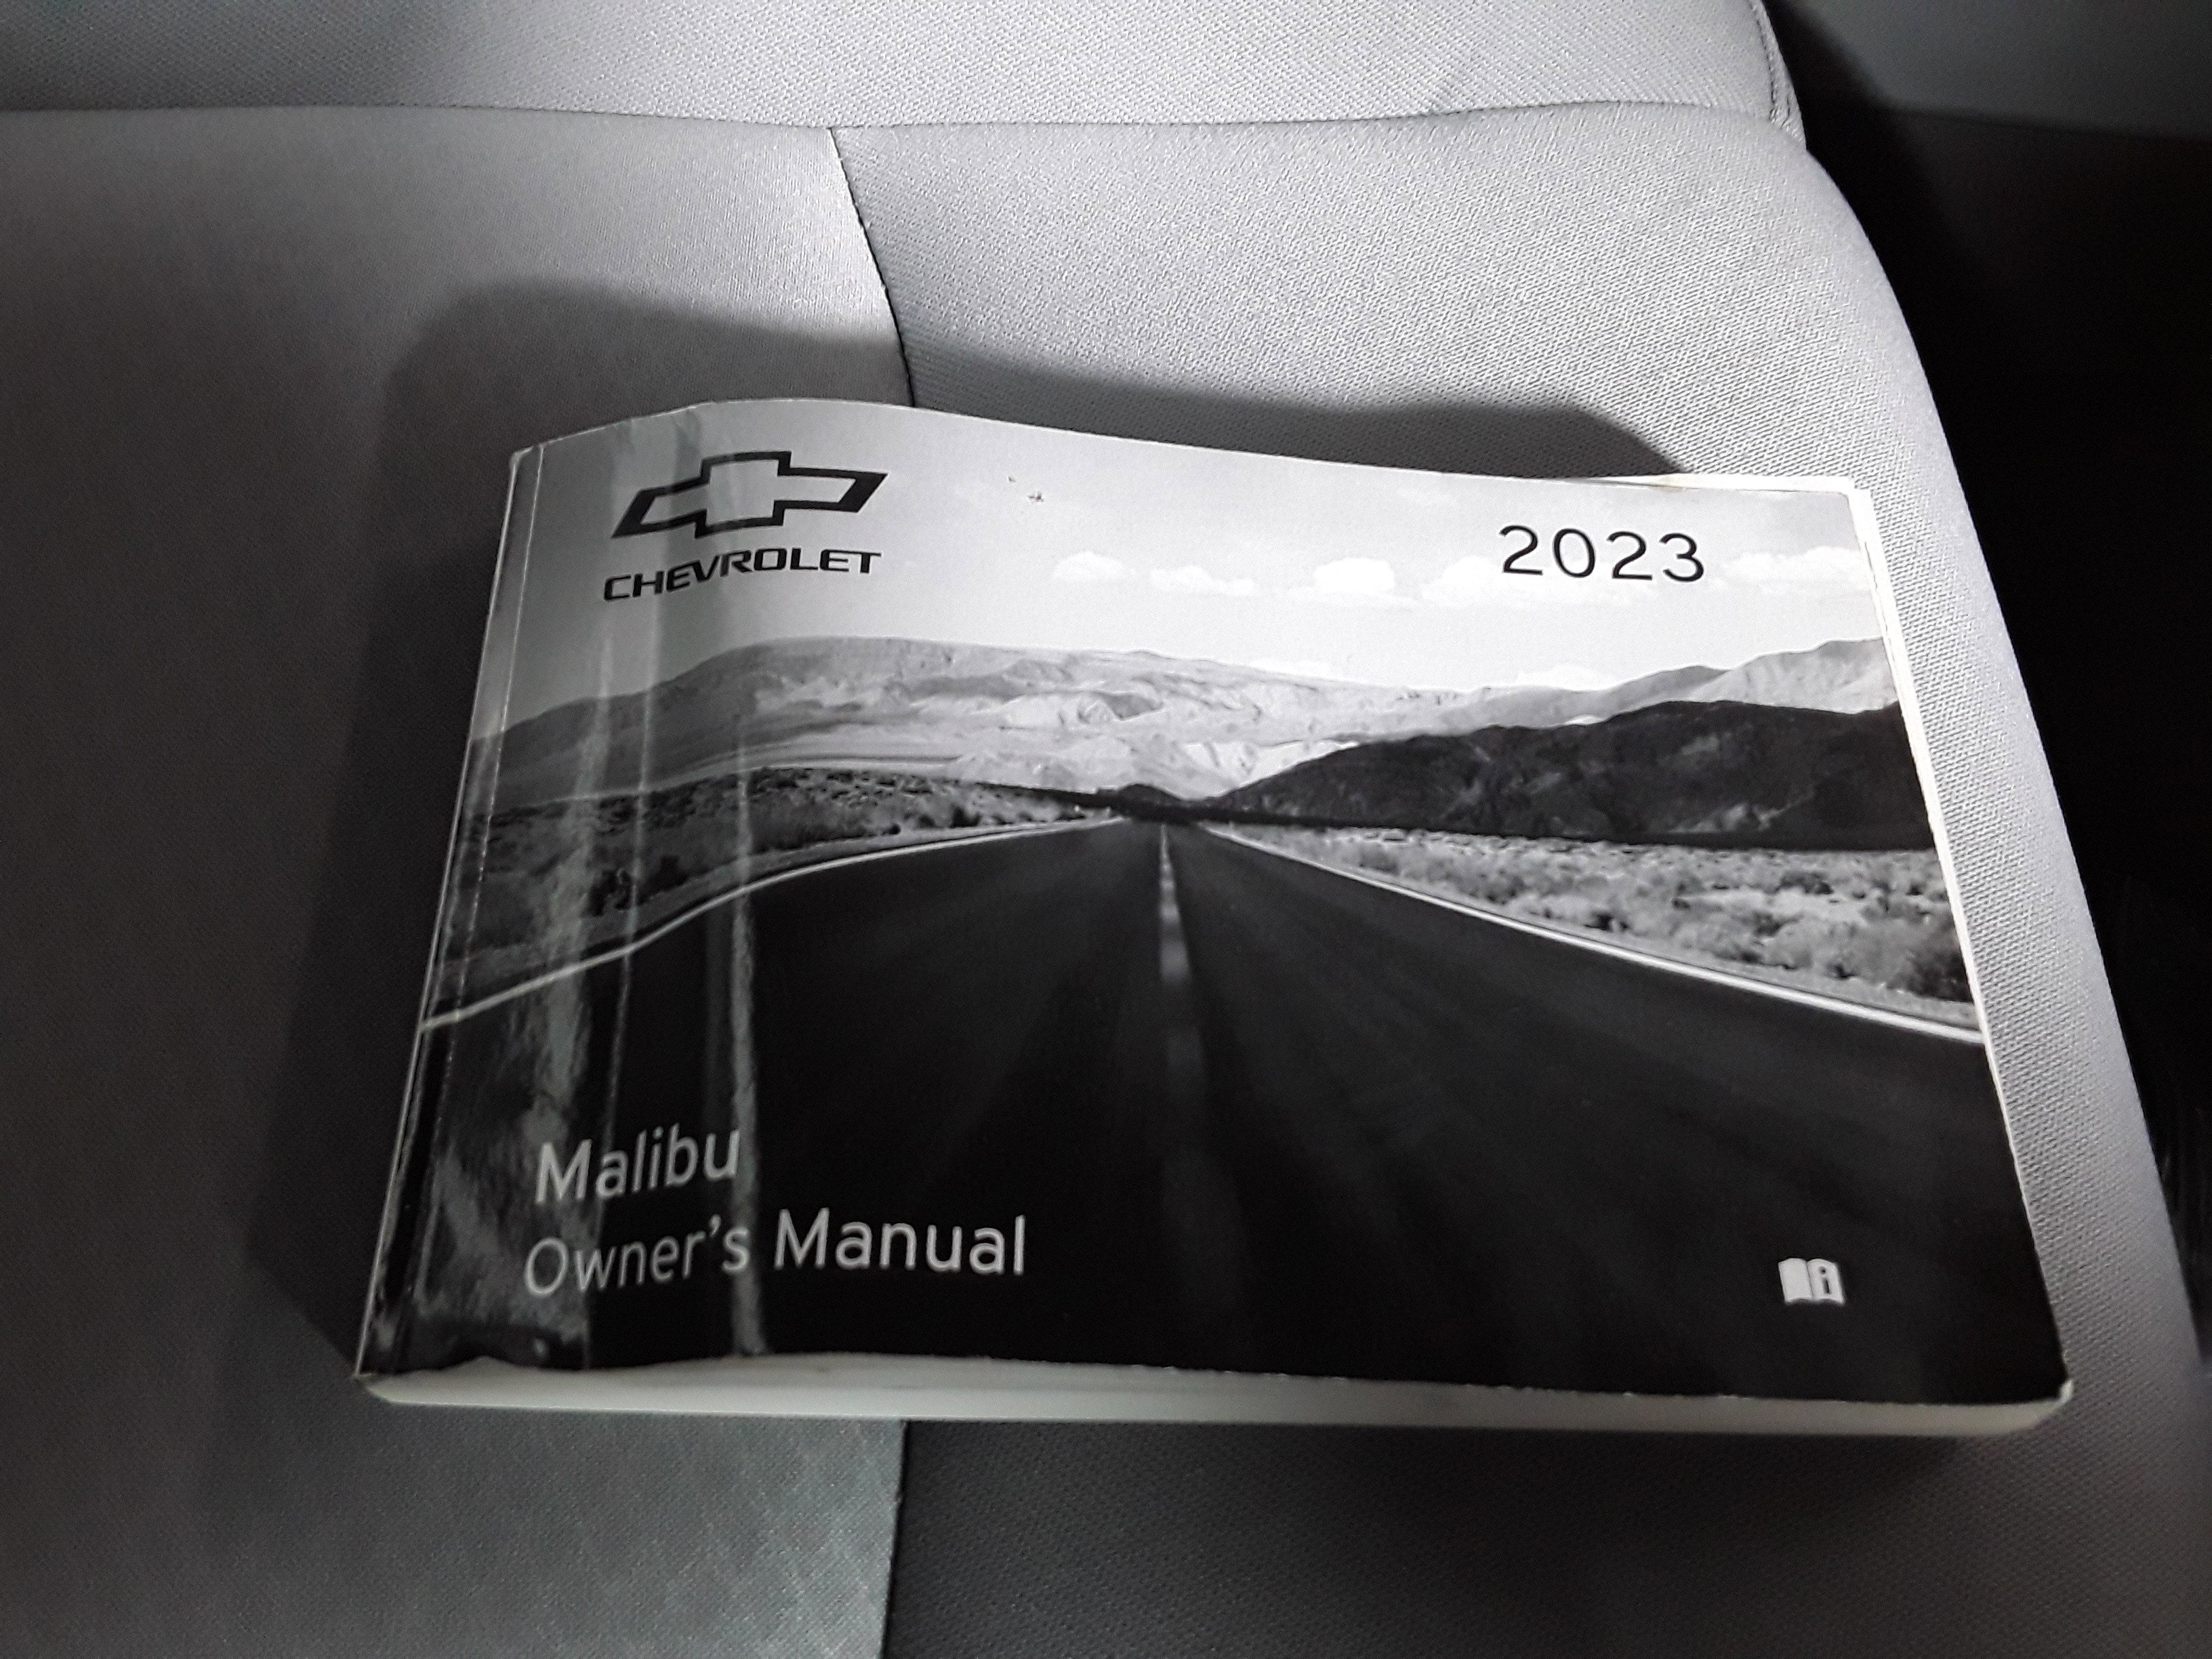 CHEVROLET
2023
Malibu
Owner's Manual